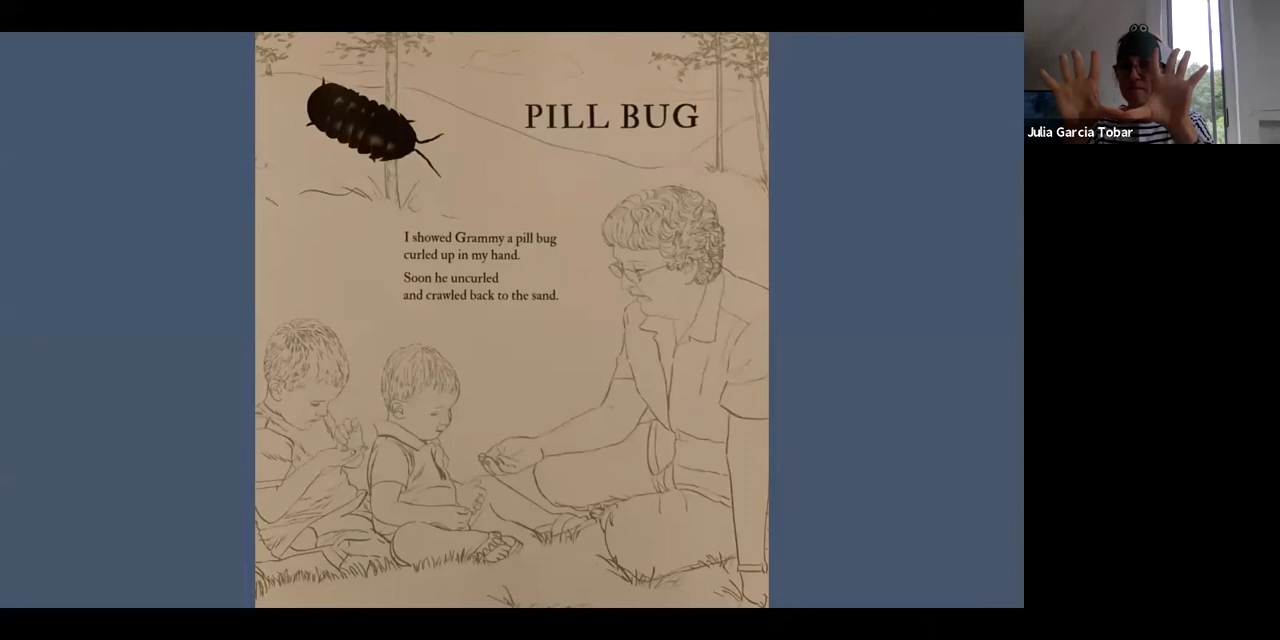 PILL BUG
I showed Grammy a pill bug
curled up in my hand.
Soon he uncurled
and crawled back to the sand.
Julia Garcia Tobar